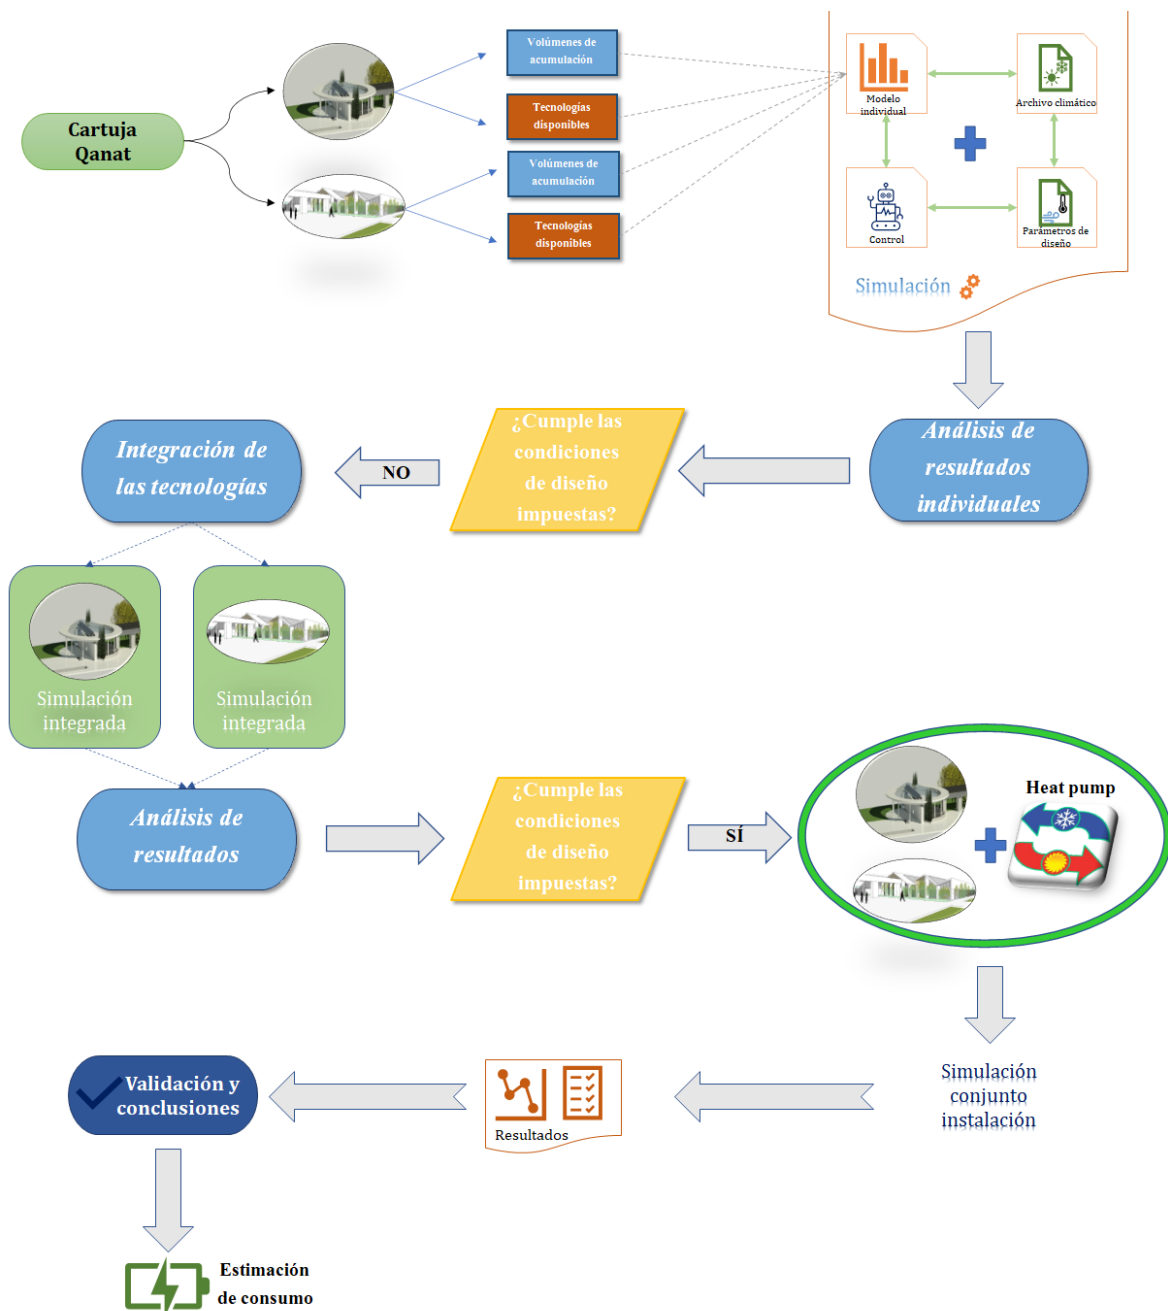 Cartuja
Qanat
Volúmenes de
acumulación
Tecnologías
disponibles
Volúmenes de
acumulación
Tecnologías
disponibles
Modelo
individual
Archivo climático
Control
Parámetros de
diseño
Simulación
Análisis de
resultados
individuales
¿Cumple las
condiciones
de diseño
impuestas?
NO
Integración de
las tecnologías
Simulación
integrada
Simulación
integrada
Análisis de
resultados
¿Cumple las
condiciones
de diseño
impuestas?
SÍ
Heat pump
Simulación
conjunto
instalación
Resultados
Validación y
conclusiones
Estimación
de consumo